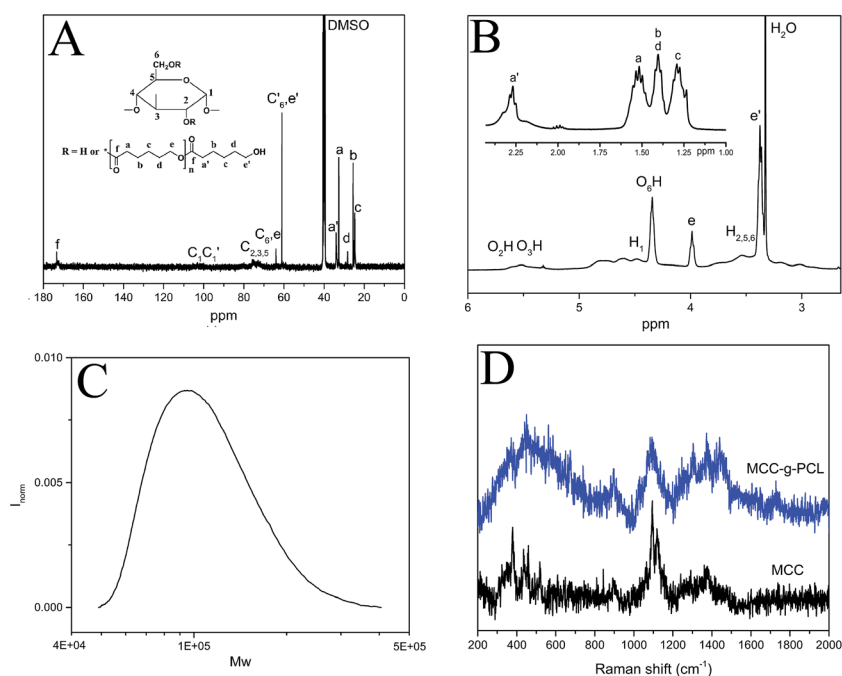 A
DMSO
6
CH₂OR
5
O
4
1
O
O
3
2
OR
R = H or
*
f
a
c
e
O
b
d
O
n
f
a'
c
d
OH
O
b
e'
C'₆,e'
a
b
c
a'
d
C₆,e
C₂,₃,₅
C₁C₁'
f
180 160 140 120 100 80 60 40 20 0
ppm
B
H₂O
a'
a
b
d
c
2.25 2.00 1.75 1.50 1.25 ppm 1.00
e'
O₆H
H₁
e
H₂,₅,₆
O₂H O₃H
6 5 4 3
ppm
C
0.010
0.005
0.000
Iₙₒᵣₘ
4E+04 1E+05 5E+05
Mw
D
MCC-g-PCL
MCC
200 400 600 800 1000 1200 1400 1600 1800 2000
Raman shift (cm⁻¹)